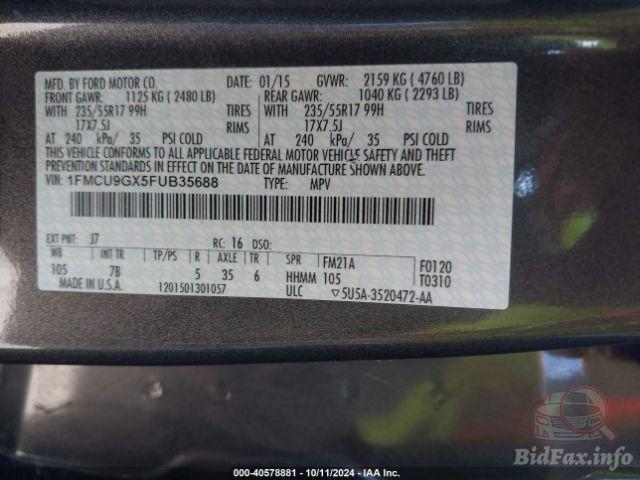 MFD. BY FORD MOTOR CO. DATE: 01/15 GVWR: 2159 KG ( 4760 LB)
FRONT GAWR: 1125 KG ( 2480 LB) REAR GAWR: 1040 KG ( 2293 LB)
WITH 235/55R17 99H TIRES WITH 235/55R17 99H TIRES
17X7.5J RIMS 17X7.5J RIMS
AT 240 kPa/ 35 PSI COLD AT 240 kPa/ 35 PSI COLD
THIS VEHICLE CONFORMS TO ALL APPLICABLE FEDERAL MOTOR VEHICLE SAFETY AND THEFT
PREVENTION STANDARDS IN EFFECT ON THE DATE OF MANUFACTURE SHOWN ABOVE.
VIN: 1FMCU9GX5FUB35688 TYPE: MPV
EXT PNT: J7 RC: 16 DSO:
WB INT TR TP/PS R AXLE TR SPR FM21A F0120
105 7B 5 35 6 HHMM 105 T0310
MADE IN U.S.A. 1201501301057 ULC 5U5A-3520472-AA
BidFax.info
000-40578881 - 10/11/2024 - IAA Inc.